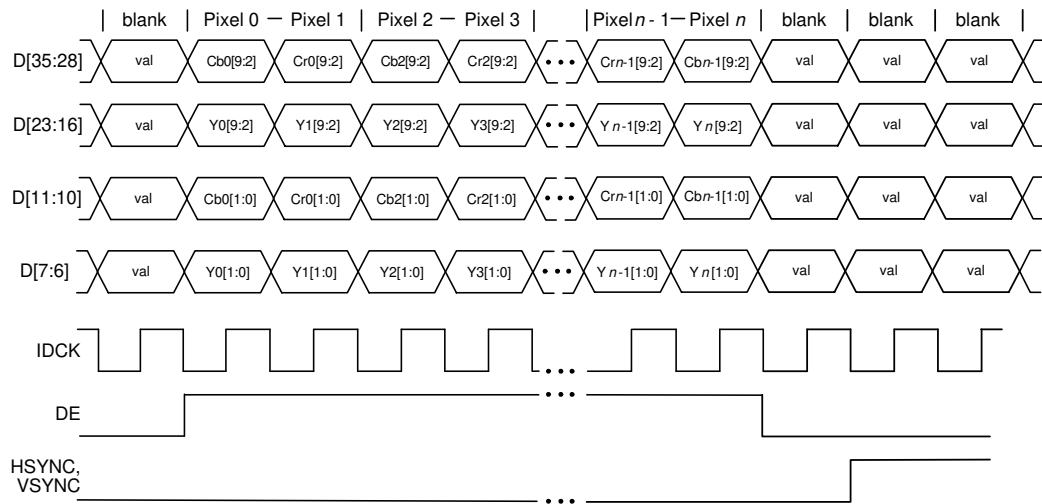 blank Pixel 0 — Pixel 1 Pixel 2 — Pixel 3 Pixel n - 1 — Pixel n blank blank blank
D[35:28] val Cb0[9:2] Cr0[9:2] Cb2[9:2] Cr2[9:2] ••• Crn-1[9:2] Cbn-1[9:2] val val val
D[23:16] val Y0[9:2] Y1[9:2] Y2[9:2] Y3[9:2] ••• Y n-1[9:2] Y n[9:2] val val val
D[11:10] val Cb0[1:0] Cr0[1:0] Cb2[1:0] Cr2[1:0] ••• Crn-1[1:0] Cbn-1[1:0] val val val
D[7:6] val Y0[1:0] Y1[1:0] Y2[1:0] Y3[1:0] ••• Y n-1[1:0] Y n[1:0] val val val
IDCK •••
DE •••
HSYNC,
VSYNC •••